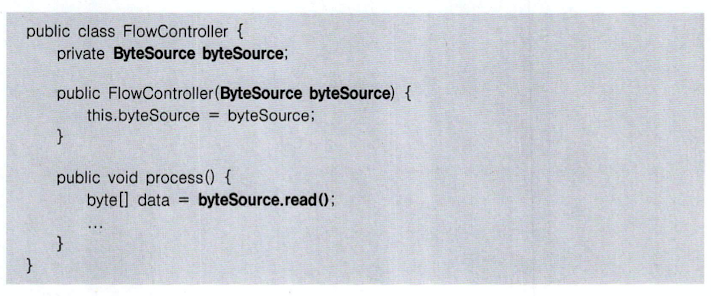 public class FlowController {
private ByteSource byteSource;
public FlowController(ByteSource byteSource) {
this.byteSource = byteSource;
}
public void process() {
byte[] data = byteSource.read();
...
}
}